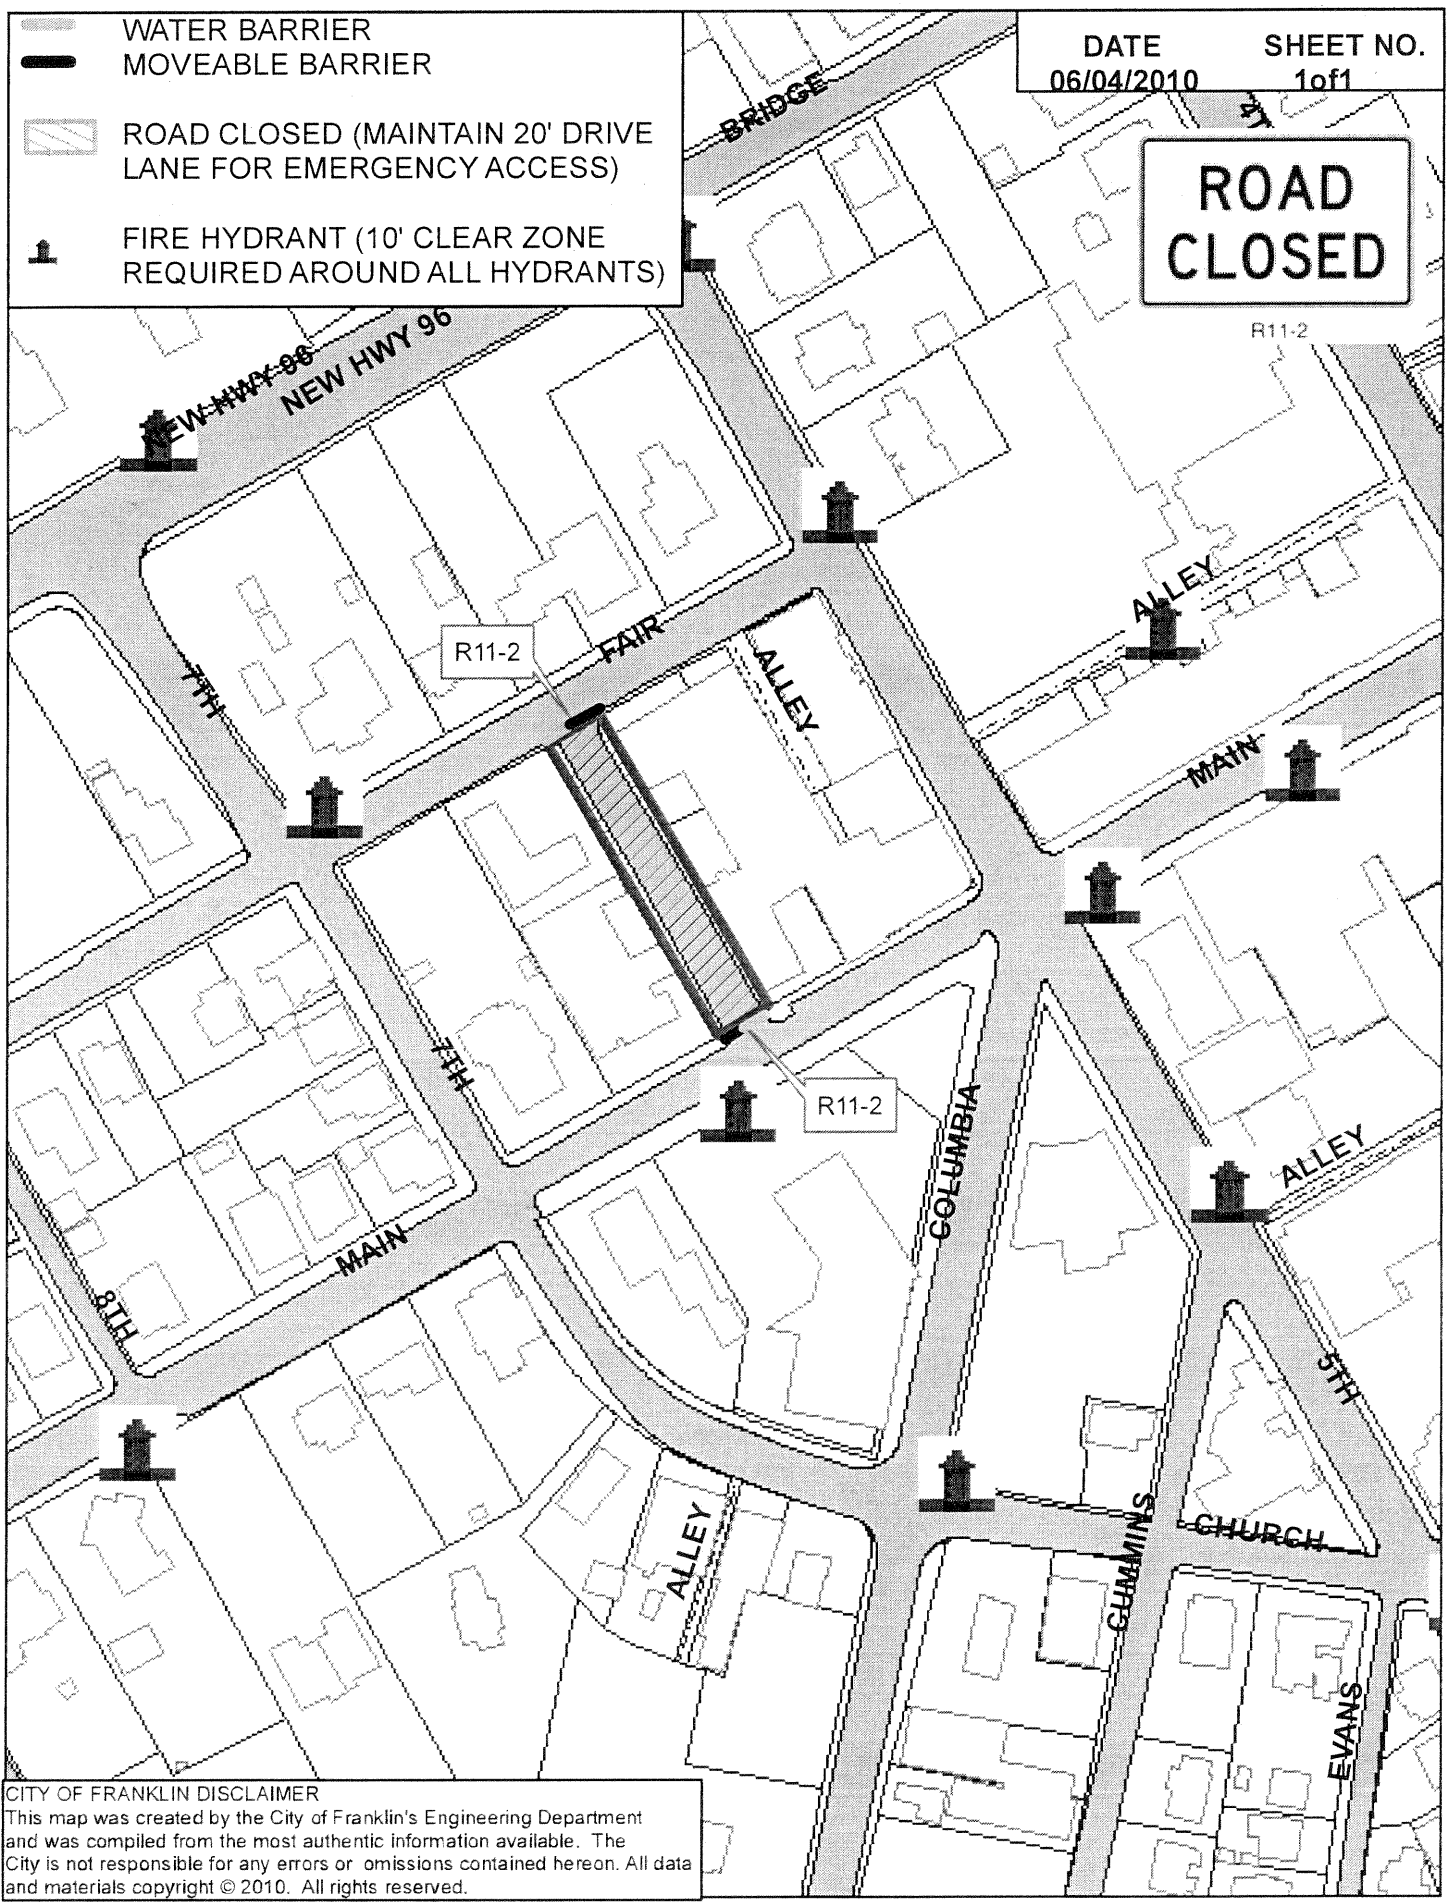 WATER BARRIER
MOVEABLE BARRIER
ROAD CLOSED (MAINTAIN 20' DRIVE
LANE FOR EMERGENCY ACCESS)
FIRE HYDRANT (10' CLEAR ZONE
REQUIRED AROUND ALL HYDRANTS)
DATE
06/04/2010
SHEET NO.
1of1
BRIDGE
ROAD
CLOSED
R11-2
NEW HWY 96
NEW HWY 96
ALLEY
R11-2
FAIR
ALLEY
7TH
MAIN
7TH
R11-2
COLUMBIA
ALLEY
MAIN
8TH
5TH
ALLEY
CUMMINS
CHURCH
EVANS
CITY OF FRANKLIN DISCLAIMER
This map was created by the City of Franklin's Engineering Department
and was compiled from the most authentic information available. The
City is not responsible for any errors or omissions contained hereon. All data
and materials copyright © 2010. All rights reserved.